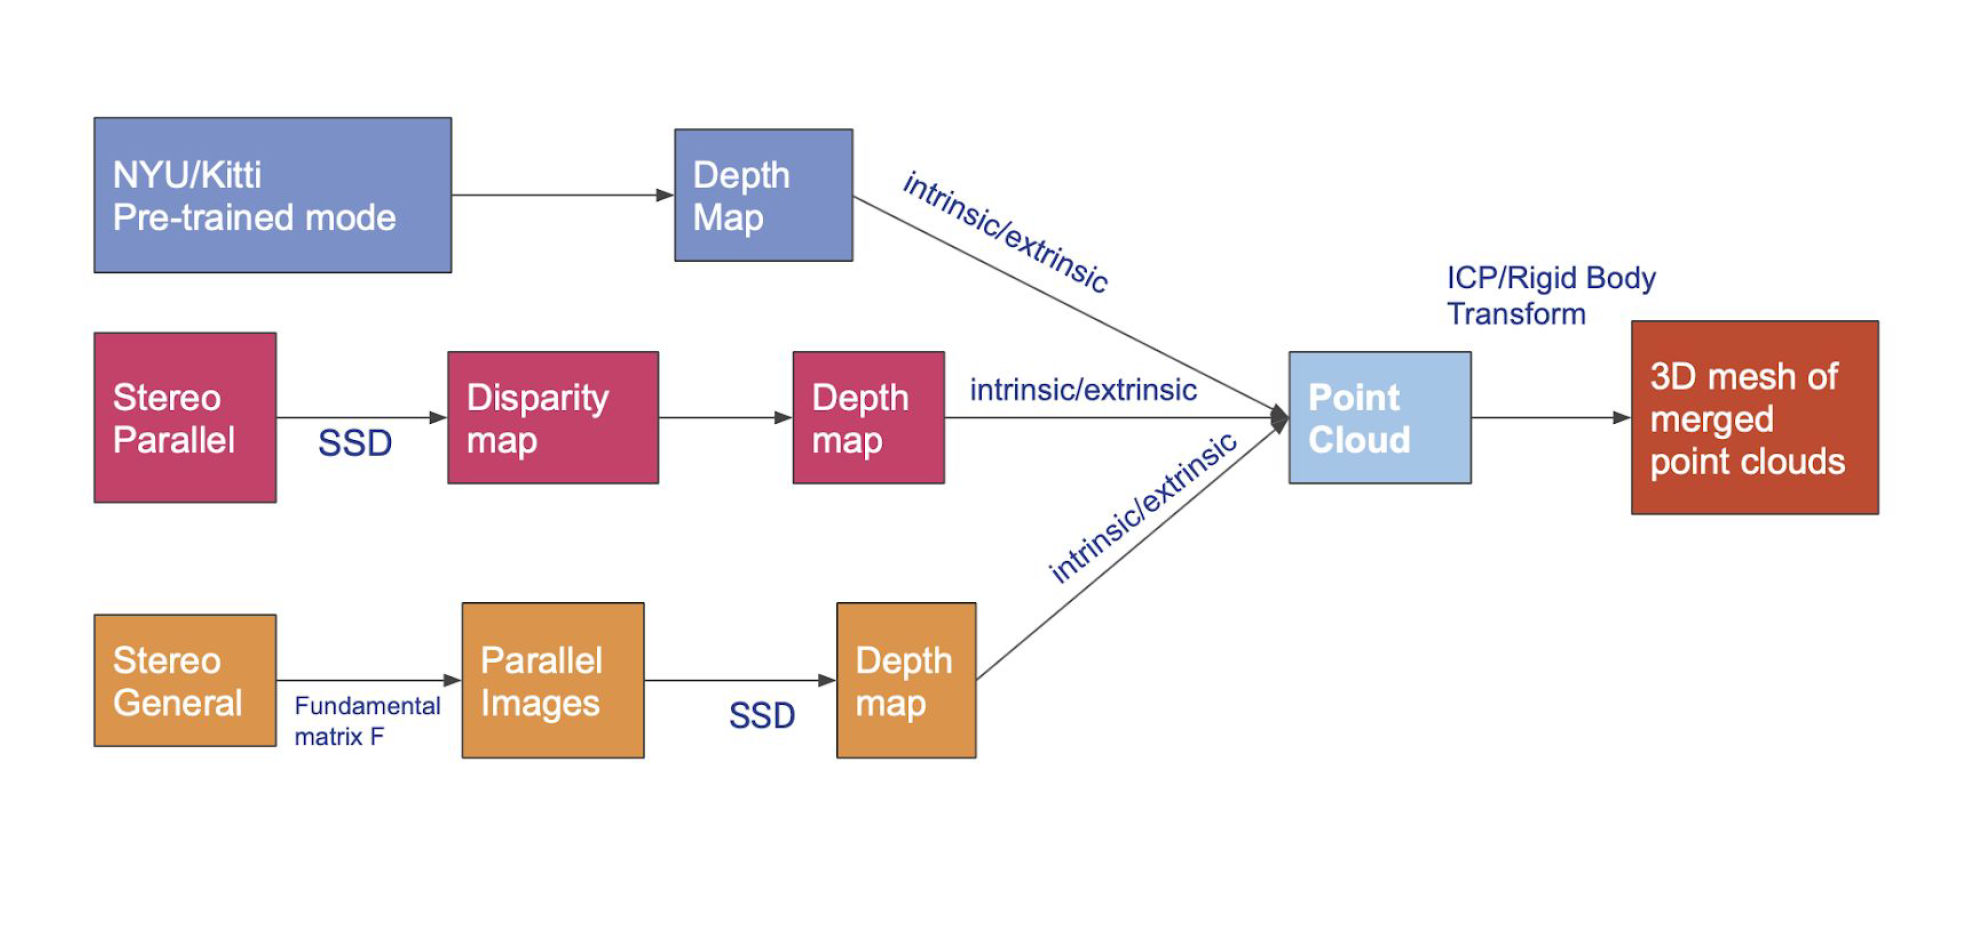 NYU/Kitti
Pre-trained mode
Depth
Map
intrinsic/extrinsic
Stereo
Parallel
SSD
Disparity
map
Depth
map
intrinsic/extrinsic
Stereo
General
Fundamental
matrix F
Parallel
Images
SSD
Depth
map
intrinsic/extrinsic
Point
Cloud
ICP/Rigid Body
Transform
3D mesh of
merged
point clouds